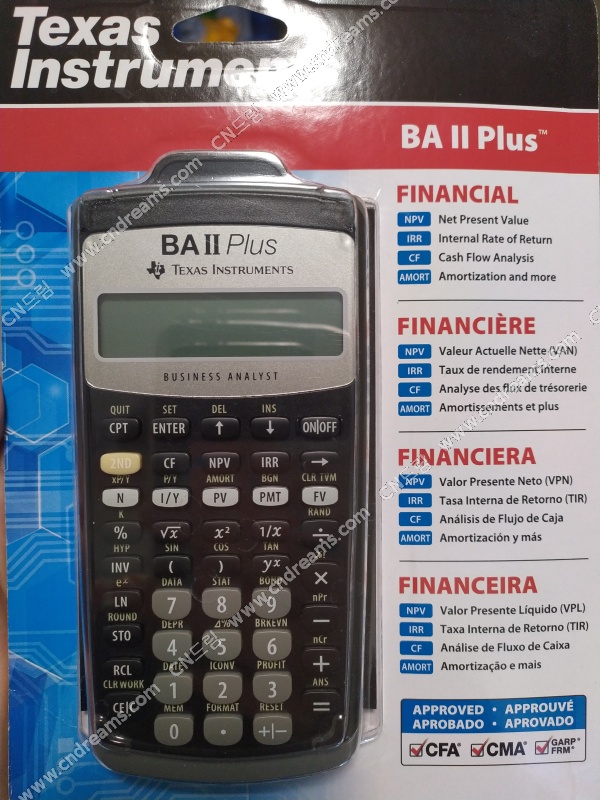 Texas
Instrumen
BA II Plus™
FINANCIAL
NPV Net Present Value
IRR Internal Rate of Return
CF Cash Flow Analysis
AMORT Amortization and more
FINANCIÈRE
NPV Valeur Actuelle Nette (VAN)
IRR Taux de rendement interne
CF Analyse des flux de trésorerie
AMORT Amortissements et plus
FINANCIERA
NPV Valor Presente Neto (VPN)
IRR Tasa Interna de Retorno (TIR)
CF Análisis de Flujo de Caja
AMORT Amortización y más
FINANCEIRA
NPV Valor Presente Líquido (VPL)
IRR Taxa Interna de Retorno (TIR)
CF Análise de Fluxo de Caixa
AMORT Amortização e mais
APPROVED • APPROUVÉ
APROBADO • APROVADO
CFA® CMA® GARP®
FRM®
BA II Plus
TEXAS INSTRUMENTS
BUSINESS ANALYST
QUIT SET DEL INS
CPT ENTER ↑ ↓ ON|OFF
2ND CF NPV IRR →
xP/Y P/Y AMORT BGN CLR TVM
N I/Y PV PMT FV
K RAND
% √x x² 1/x ÷
HYP SIN COS TAN
INV ( ) yˣ ×
eˣ DATA STAT BOND nPr
LN 7 8 9 −
ROUND DEPR Δ% BRKEVN nCr
STO 4 5 6 +
DATE ICONV PROFIT ANS
RCL 1 2 3 =
CLR WORK MEM FORMAT RESET
CE|C 0 . +|−
CN드림 www.cndreams.com